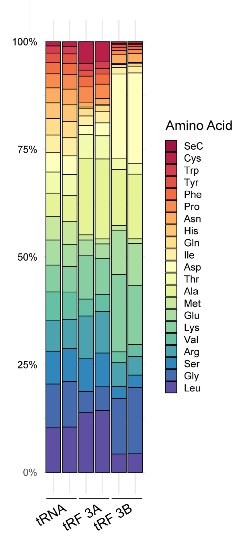 100%
75%
50%
25%
0%
tRNA
tRF 3A
tRF 3B
Amino Acid
SeC
Cys
Trp
Tyr
Phe
Pro
Asn
His
Gln
Ile
Asp
Thr
Ala
Met
Glu
Lys
Val
Arg
Ser
Gly
Leu